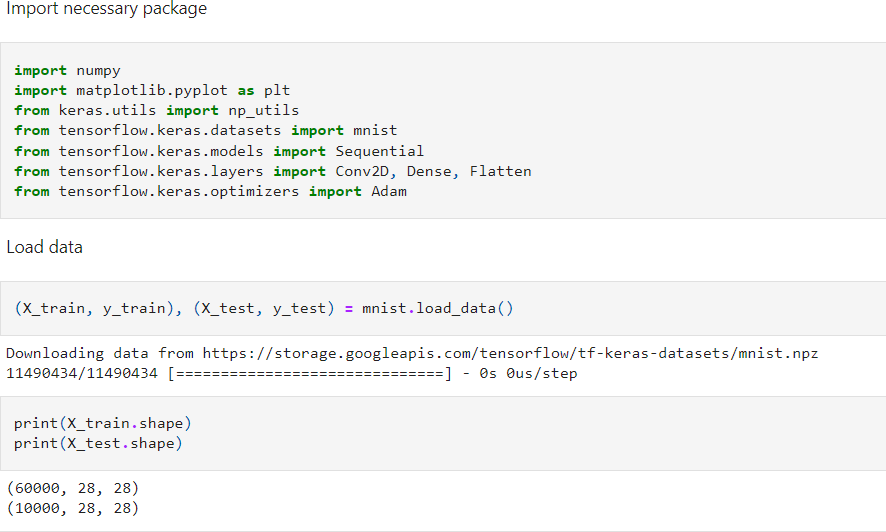 Import necessary package
import numpy
import matplotlib.pyplot as plt
from keras.utils import np_utils
from tensorflow.keras.datasets import mnist
from tensorflow.keras.models import Sequential
from tensorflow.keras.layers import Conv2D, Dense, Flatten
from tensorflow.keras.optimizers import Adam
Load data
(X_train, y_train), (X_test, y_test) = mnist.load_data()
Downloading data from https://storage.googleapis.com/tensorflow/tf-keras-datasets/mnist.npz
11490434/11490434 [==============================] - 0s 0us/step
print(X_train.shape)
print(X_test.shape)
(60000, 28, 28)
(10000, 28, 28)